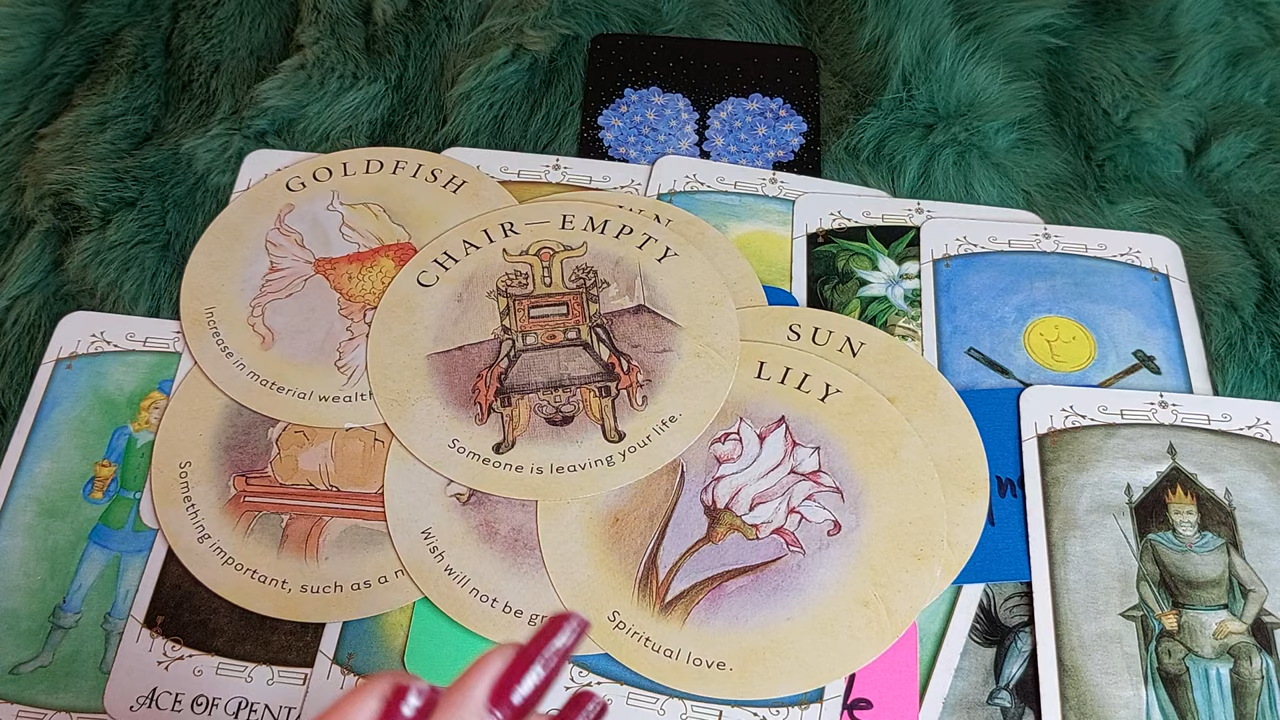 GOLDFISH
WN
CHAIR—EMPTY
Increase in material wealth
SUN
LILY
Someone is leaving your life.
Something important, such as a
Wish will not be
Spiritual love.
ACE OF